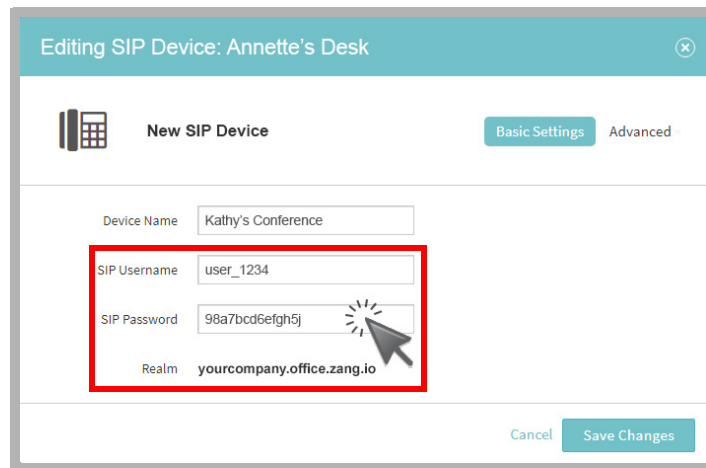 Editing SIP Device: Annette's Desk
New SIP Device
Basic Settings Advanced
Device Name Kathy's Conference
SIP Username user_1234
SIP Password 98a7bcd6efgh5j
Realm yourcompany.office.zang.io
Cancel Save Changes